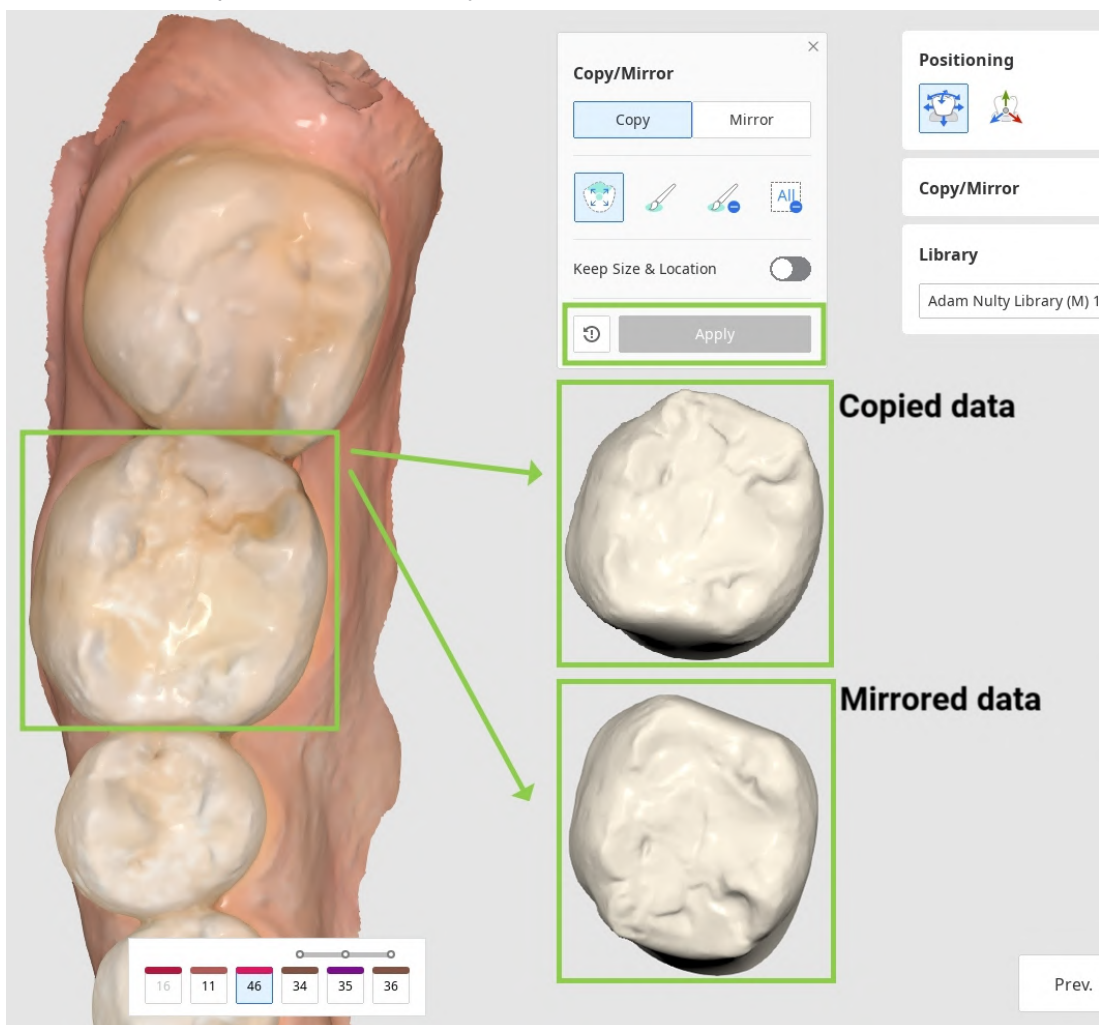 Copy/Mirror
Copy Mirror
All
Keep Size & Location
Apply
Positioning
Copy/Mirror
Library
Adam Nulty Library (M) 1
Copied data
Mirrored data
16 11 46 34 35 36
Prev.